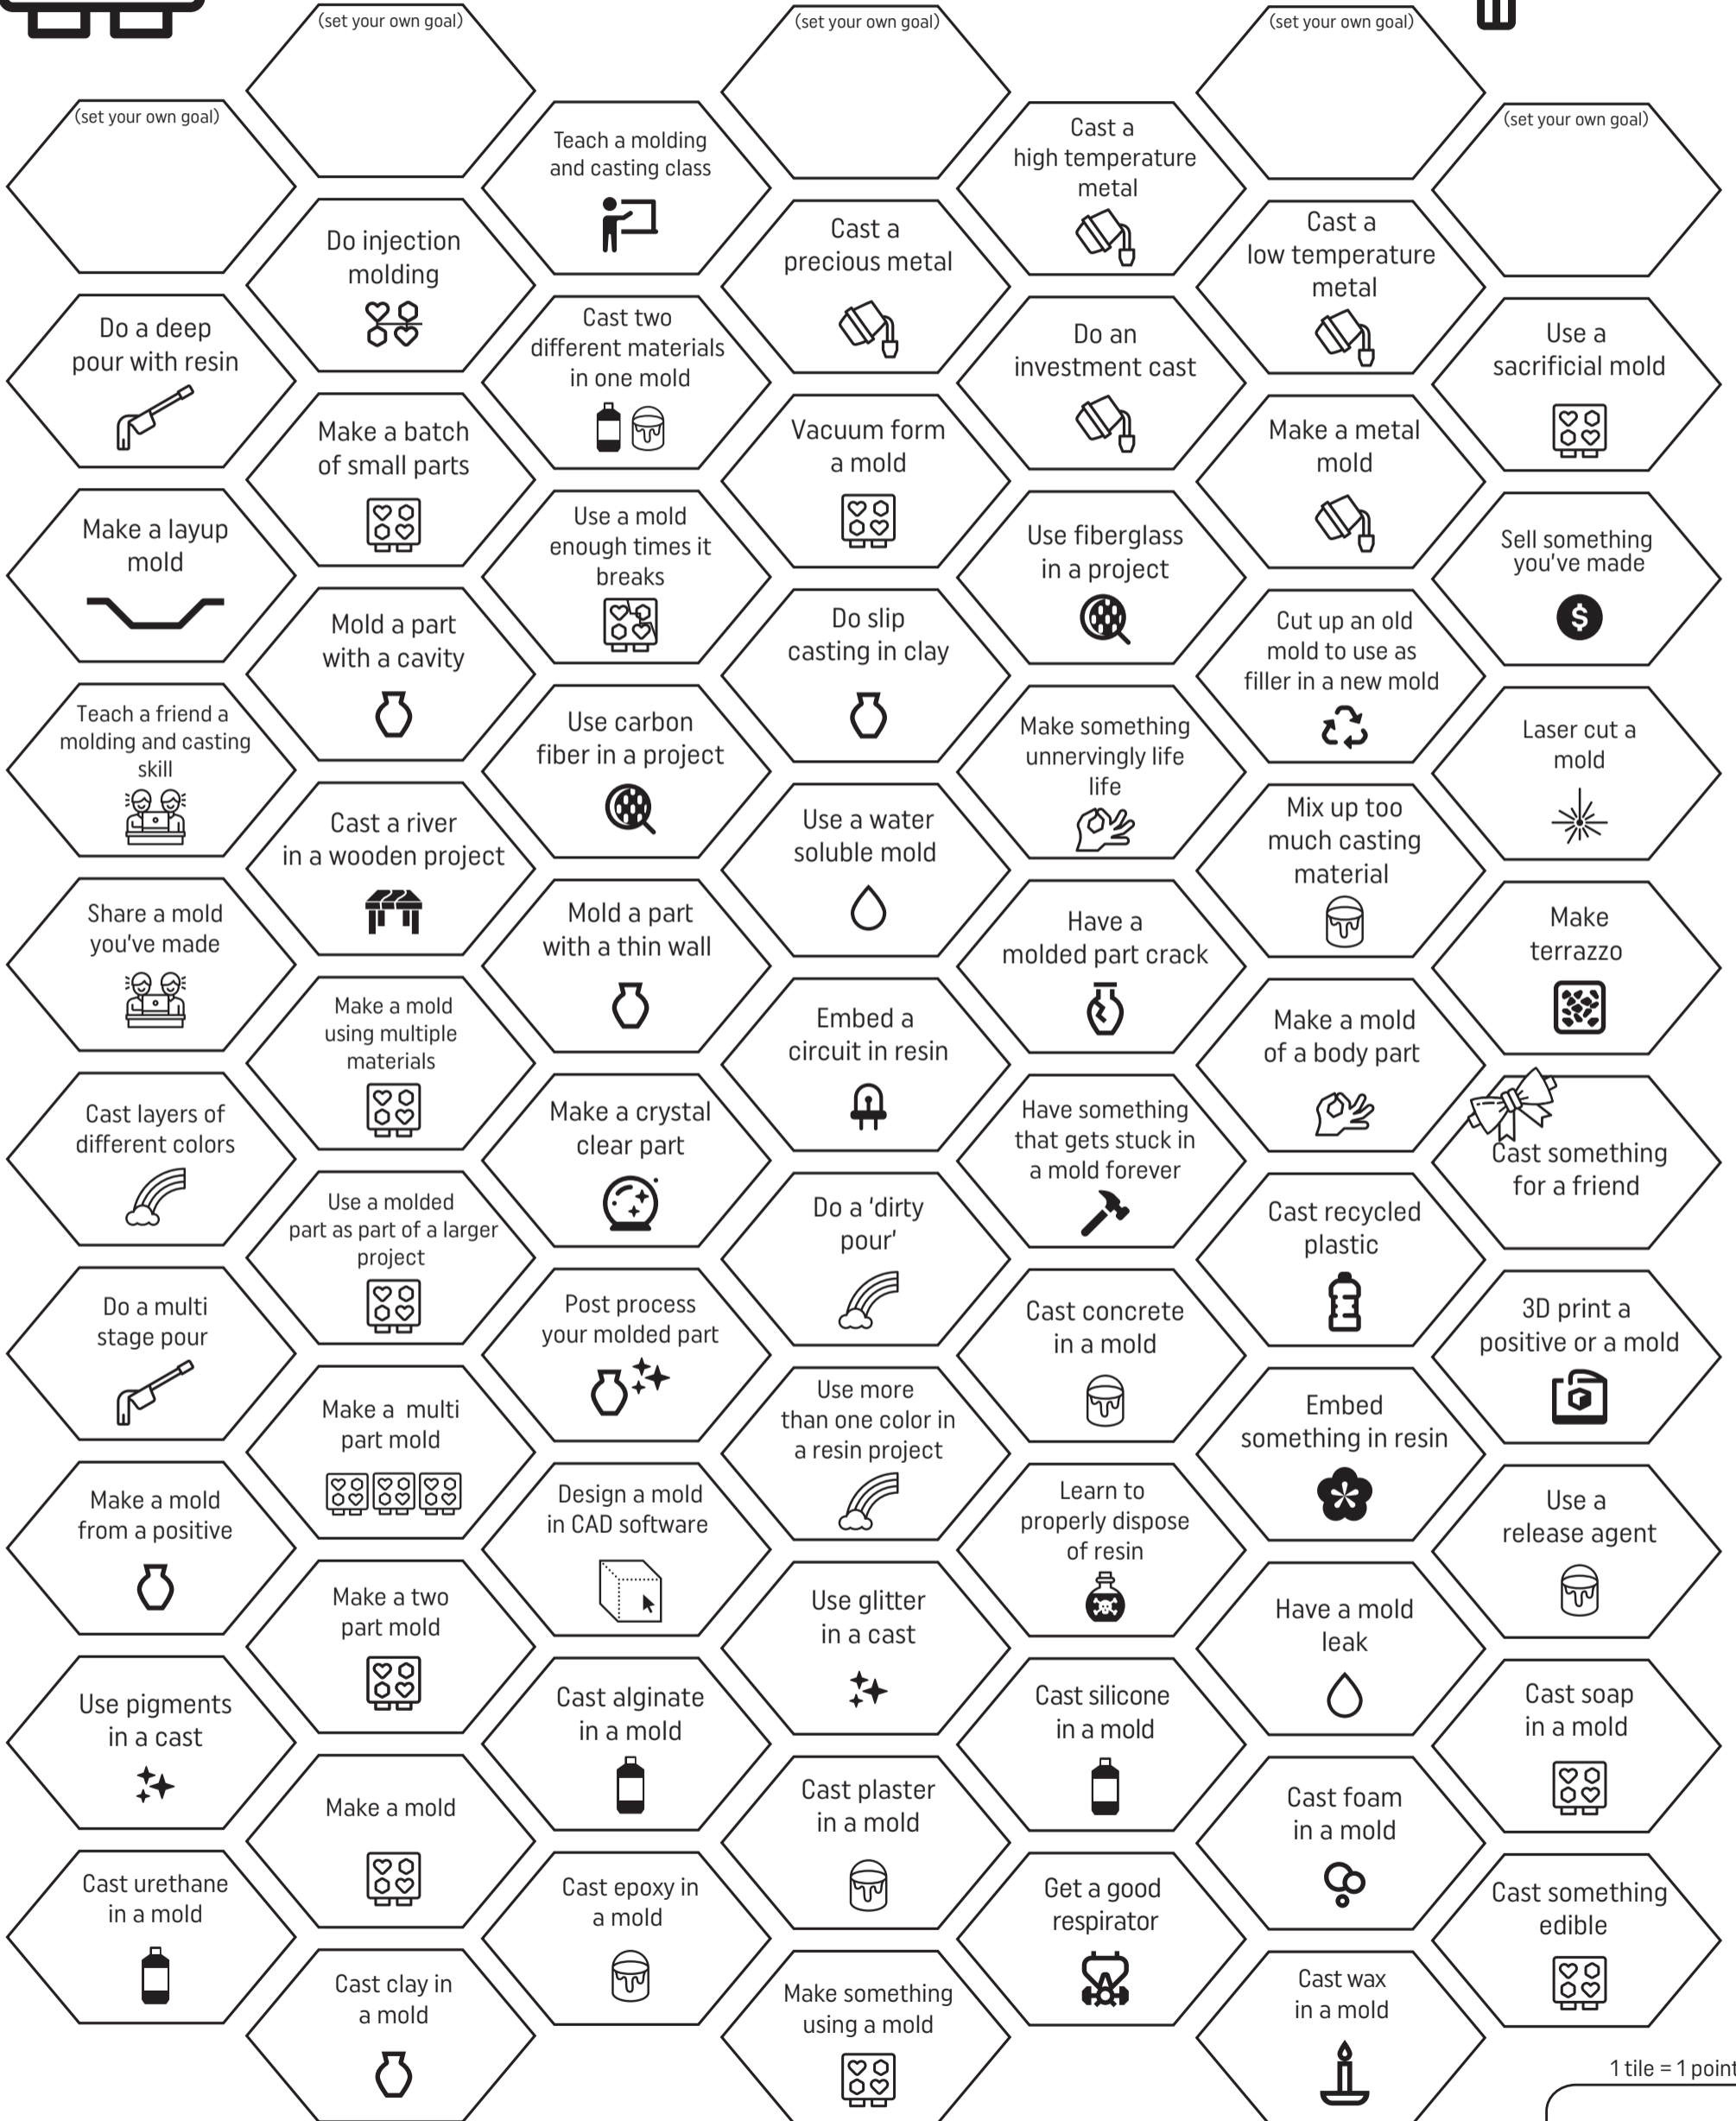 (set your own goal)
(set your own goal)
(set your own goal)
(set your own goal)
(set your own goal)
Teach a molding
and casting class
Cast a
high temperature
metal
Do injection
molding
Cast a
precious metal
Cast a
low temperature
metal
Do a deep
pour with resin
Cast two
different materials
in one mold
Do an
investment cast
Use a
sacrificial mold
Make a batch
of small parts
Vacuum form
a mold
Make a metal
mold
Make a layup
mold
Use a mold
enough times it
breaks
Use fiberglass
in a project
Sell something
you've made
Mold a part
with a cavity
Do slip
casting in clay
Cut up an old
mold to use as
filler in a new mold
Teach a friend a
molding and casting
skill
Use carbon
fiber in a project
Make something
unnervingly life
life
Laser cut a
mold
Cast a river
in a wooden project
Use a water
soluble mold
Mix up too
much casting
material
Share a mold
you've made
Mold a part
with a thin wall
Have a
molded part crack
Make
terrazzo
Make a mold
using multiple
materials
Embed a
circuit in resin
Make a mold
of a body part
Cast layers of
different colors
Make a crystal
clear part
Have something
that gets stuck in
a mold forever
Cast something
for a friend
Use a molded
part as part of a larger
project
Do a 'dirty
pour'
Cast recycled
plastic
Do a multi
stage pour
Post process
your molded part
Cast concrete
in a mold
3D print a
positive or a mold
Make a multi
part mold
Use more
than one color in
a resin project
Embed
something in resin
Make a mold
from a positive
Design a mold
in CAD software
Learn to
properly dispose
of resin
Use a
release agent
Make a two
part mold
Use glitter
in a cast
Have a mold
leak
Use pigments
in a cast
Cast alginate
in a mold
Cast silicone
in a mold
Cast soap
in a mold
Make a mold
Cast plaster
in a mold
Cast foam
in a mold
Cast urethane
in a mold
Cast epoxy in
a mold
Get a good
respirator
Cast something
edible
Cast clay in
a mold
Make something
using a mold
Cast wax
in a mold
1 tile = 1 point